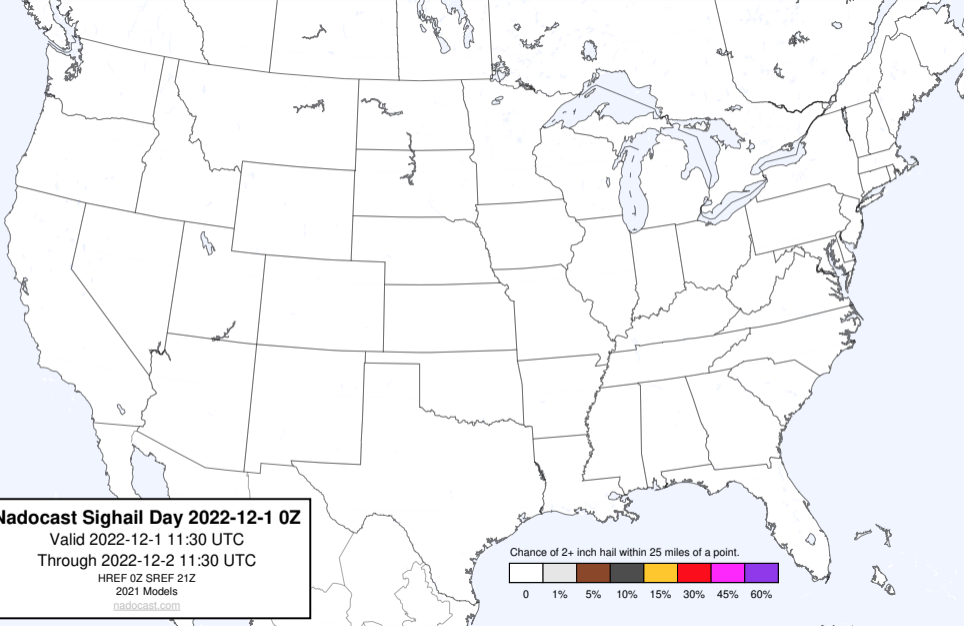 Nadocast Sighail Day 2022-12-1 0Z
Valid 2022-12-1 11:30 UTC
Through 2022-12-2 11:30 UTC
HREF 0Z SREF 21Z
2021 Models
nadocast.com
Chance of 2+ inch hail within 25 miles of a point.
0 1% 5% 10% 15% 30% 45% 60%